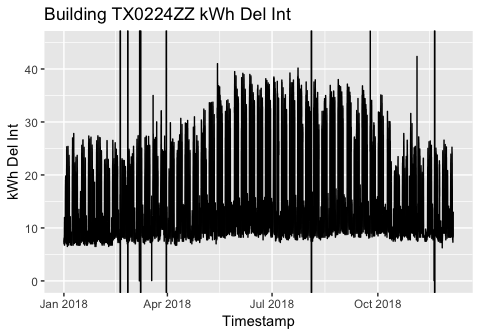 Building TX0224ZZ kWh Del Int
kWh Del Int
40
30
20
10
0
Jan 2018 Apr 2018 Jul 2018 Oct 2018
Timestamp